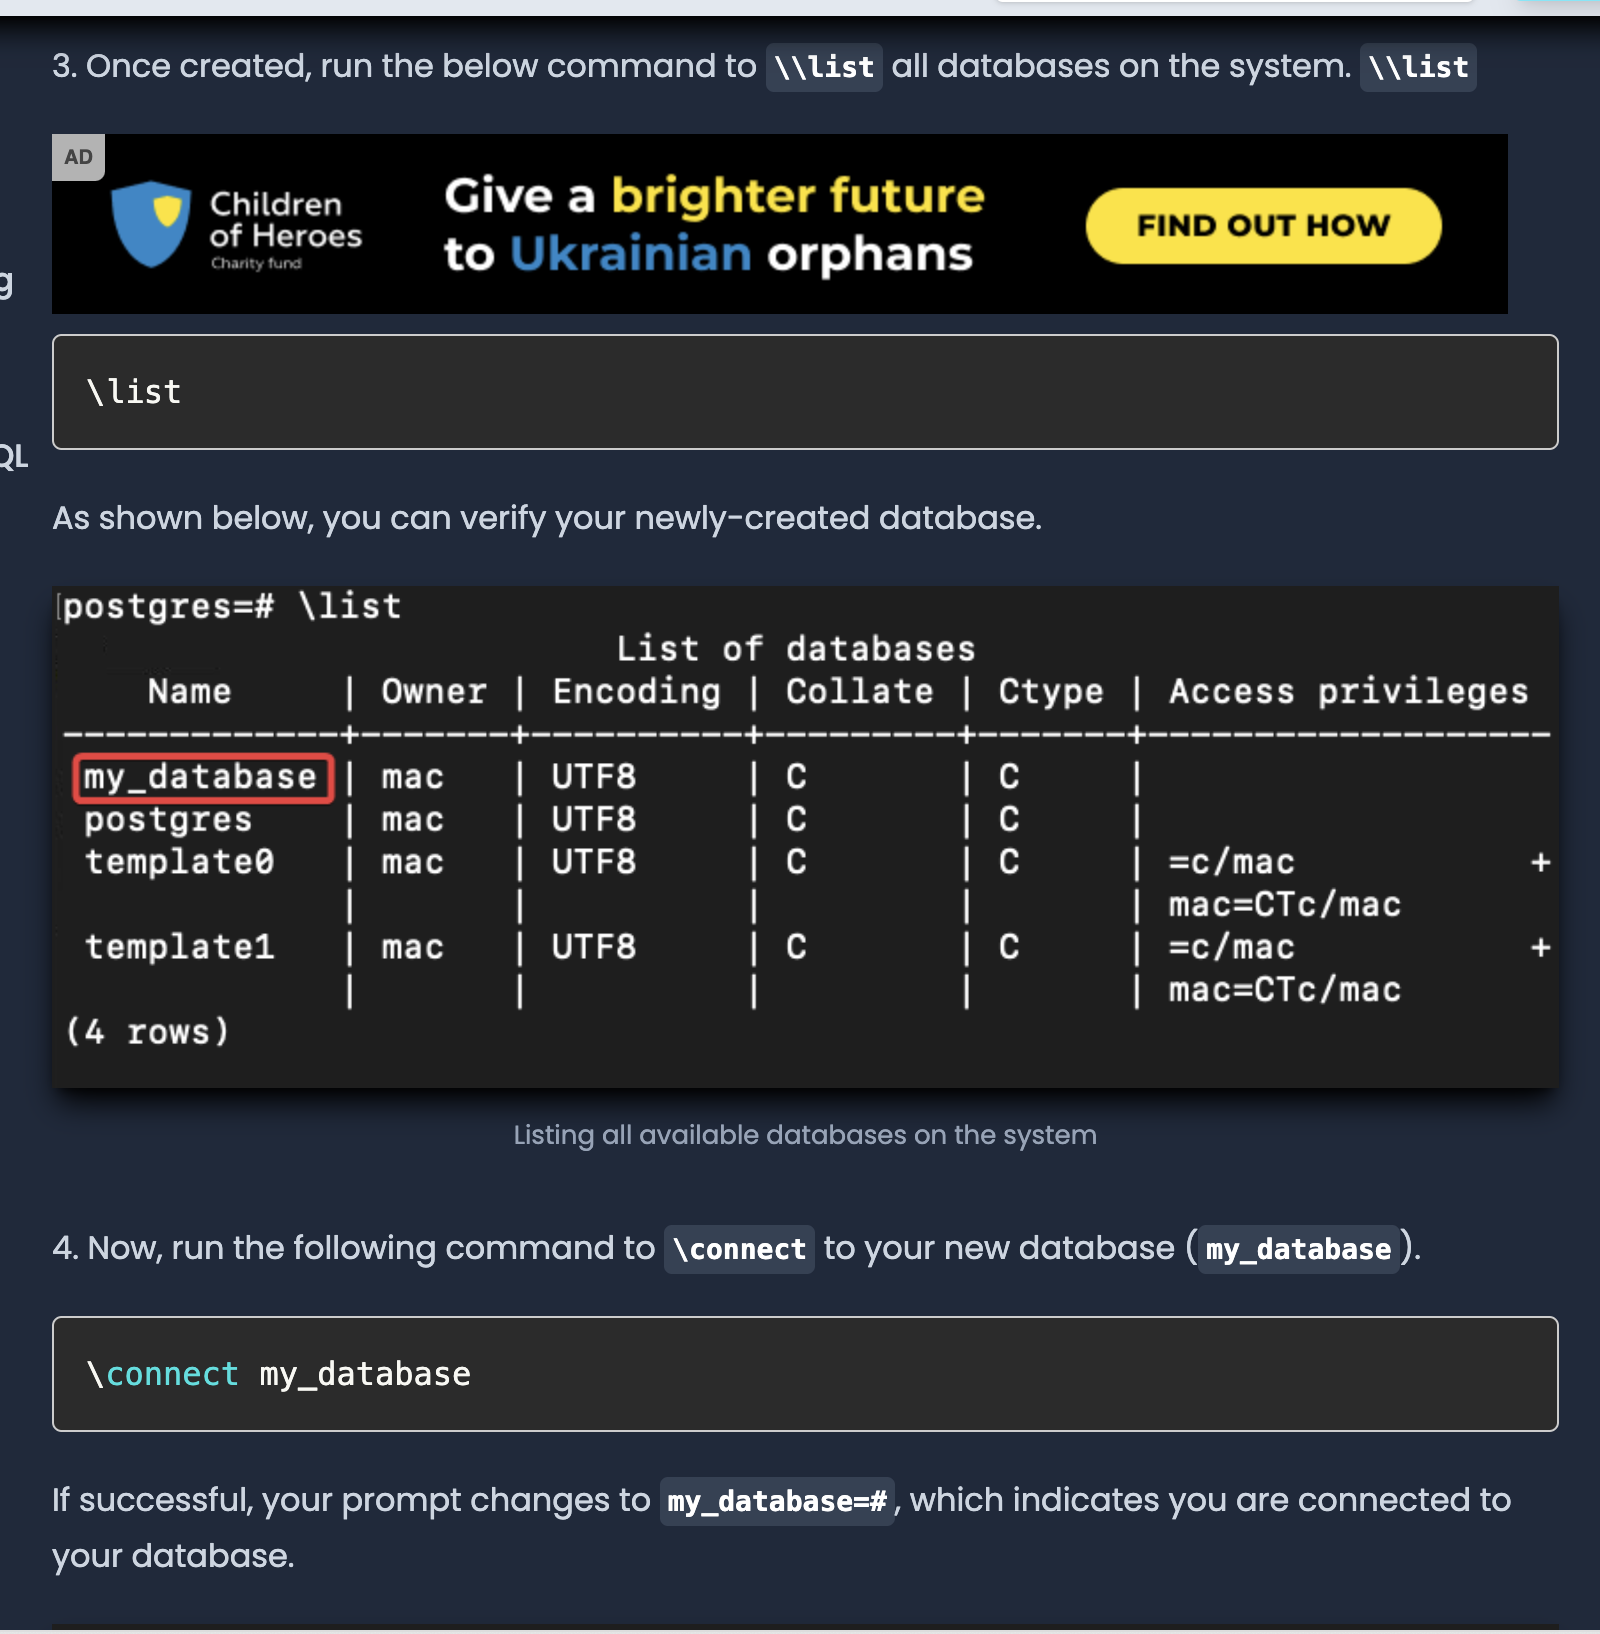 3. Once created, run the below command to \\list all databases on the system. \\list
AD
Children
of Heroes
Charity fund
Give a brighter future
to Ukrainian orphans
FIND OUT HOW
g
\list
QL
As shown below, you can verify your newly-created database.
[postgres=# \list
List of databases
Name | Owner | Encoding | Collate | Ctype | Access privileges
-------------+-------+----------+---------+-------+-------------------
my_database | mac | UTF8 | C | C |
postgres | mac | UTF8 | C | C |
template0 | mac | UTF8 | C | C | =c/mac +
| | | | | mac=CTc/mac
template1 | mac | UTF8 | C | C | =c/mac +
| | | | | mac=CTc/mac
(4 rows)
Listing all available databases on the system
4. Now, run the following command to \connect to your new database (my_database).
\connect my_database
If successful, your prompt changes to my_database=#, which indicates you are connected to
your database.